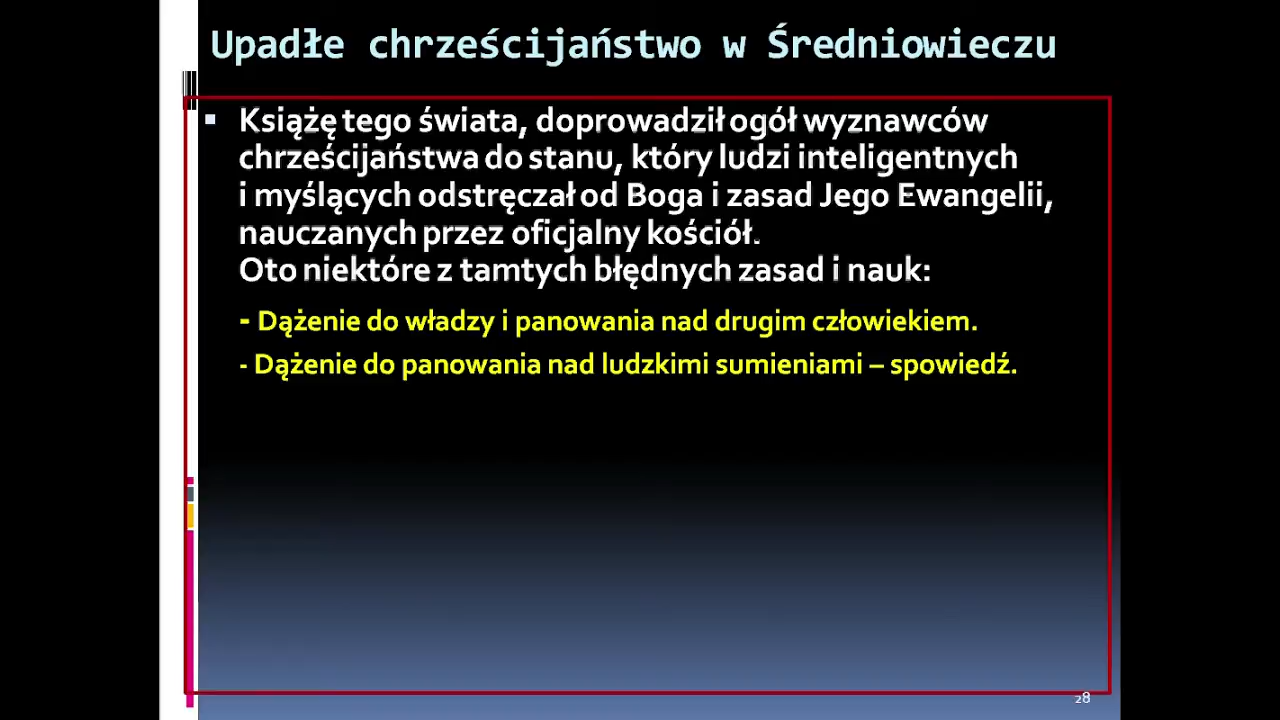 Upadłe chrześcijaństwo w Średniowieczu
Książę tego świata, doprowadził ogół wyznawców
chrześcijaństwa do stanu, który ludzi inteligentnych
i myślących odstręczał od Boga i zasad Jego Ewangelii,
nauczanych przez oficjalny kościół.
Oto niektóre z tamtych błędnych zasad i nauk:
- Dążenie do władzy i panowania nad drugim człowiekiem.
- Dążenie do panowania nad ludzkimi sumieniami – spowiedź.
28